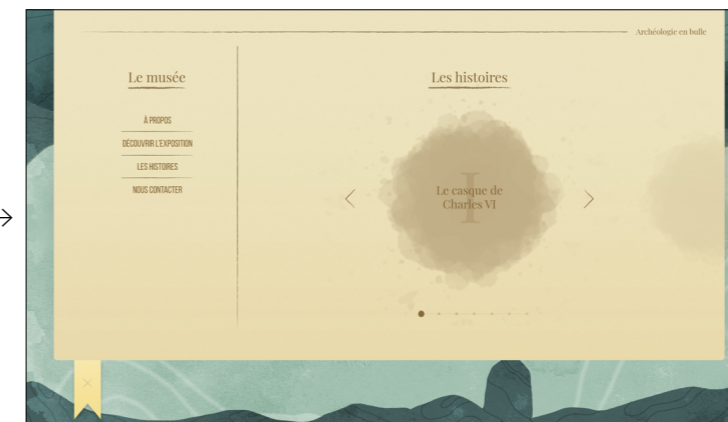 Archéologie en bulle
Le musée
À PROPOS
DÉCOUVRIR L'EXPOSITION
LES HISTOIRES
NOUS CONTACTER
Les histoires
I
Le casque de
Charles VI